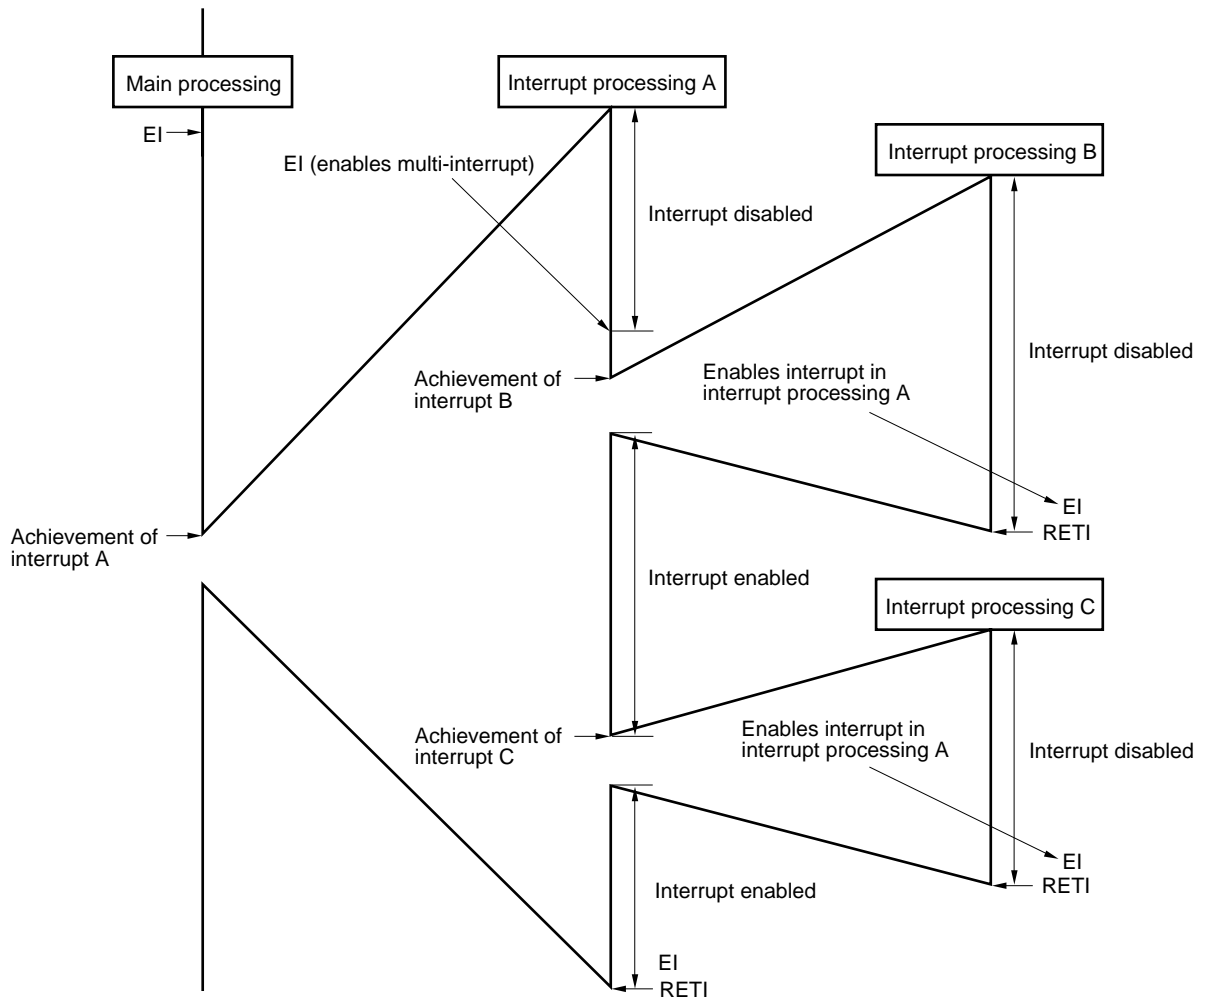 Main processing
Interrupt processing A
EI
Interrupt processing B
EI (enables multi-interrupt)
Interrupt disabled
Interrupt disabled
Enables interrupt in
interrupt processing A
Achievement of
interrupt B
EI
RETI
Achievement of
interrupt A
Interrupt enabled
Interrupt processing C
Achievement of
interrupt C
Enables interrupt in
interrupt processing A
Interrupt disabled
EI
RETI
Interrupt enabled
EI
RETI